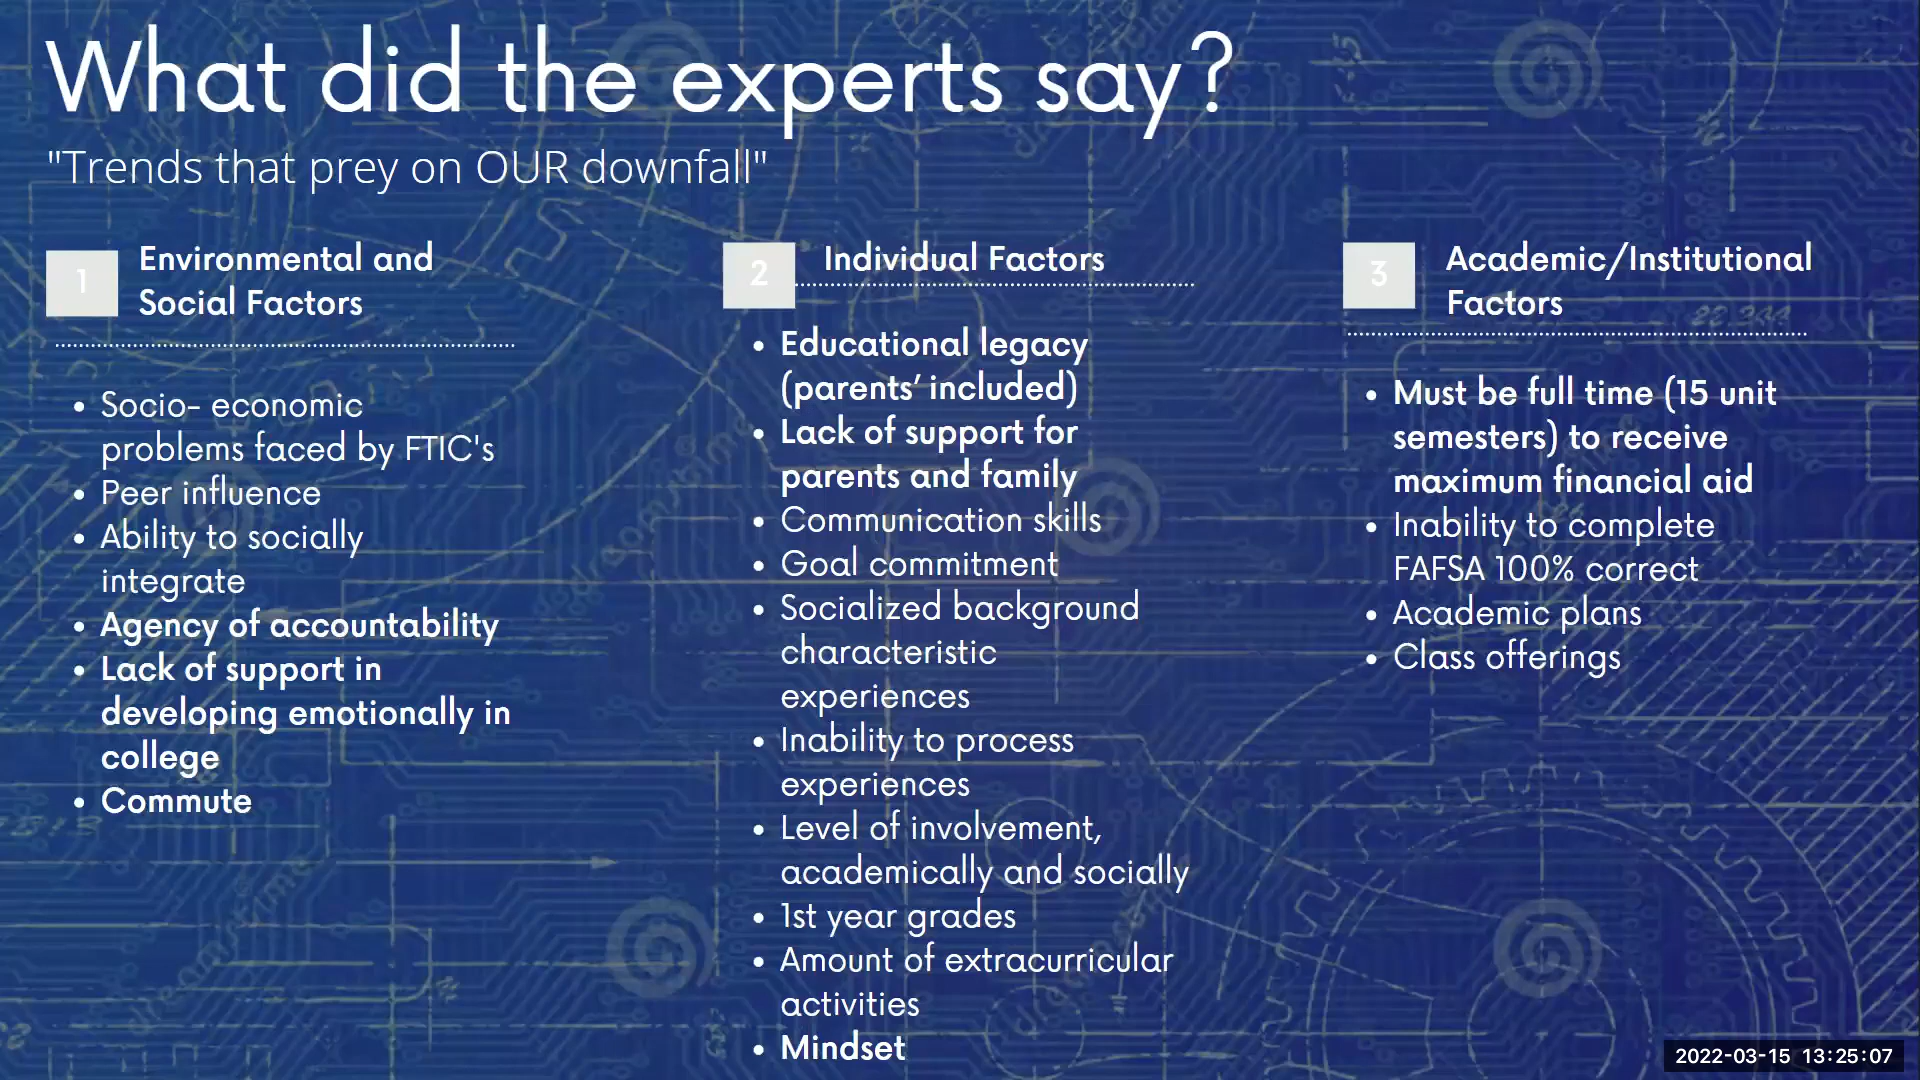 What did the experts say?
"Trends that prey on OUR downfall"
1
Environmental and
Social Factors
• Socio- economic
problems faced by FTIC's
• Peer influence
• Ability to socially
integrate
• Agency of accountability
• Lack of support in
developing emotionally in
college
• Commute
2
Individual Factors
• Educational legacy
(parents’ included)
• Lack of support for
parents and family
• Communication skills
• Goal commitment
• Socialized background
characteristic
experiences
• Inability to process
experiences
• Level of involvement,
academically and socially
• 1st year grades
• Amount of extracurricular
activities
• Mindset
3
Academic/Institutional
Factors
• Must be full time (15 unit
semesters) to receive
maximum financial aid
• Inability to complete
FAFSA 100% correct
• Academic plans
• Class offerings
2022-03-15 13:25:07